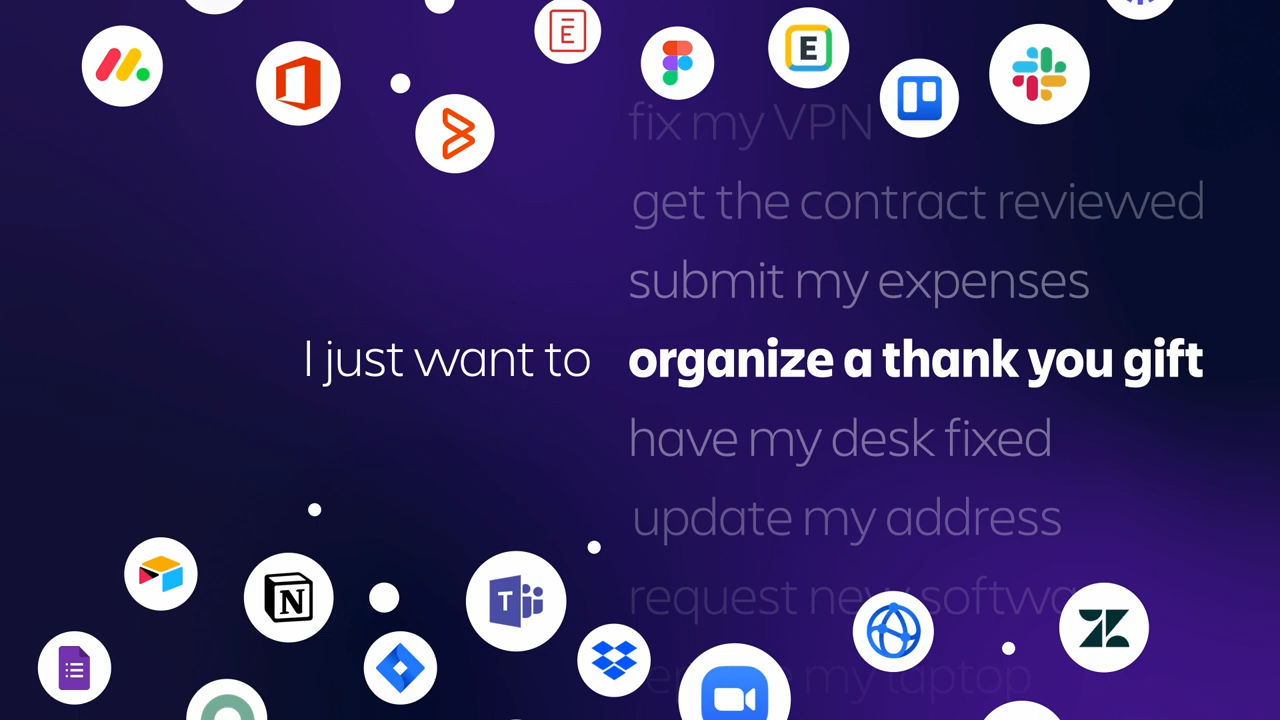 E
E
fix my VPN
get the contract reviewed
submit my expenses
I just want to organize a thank you gift
have my desk fixed
update my address
request new software
N
T
my laptop